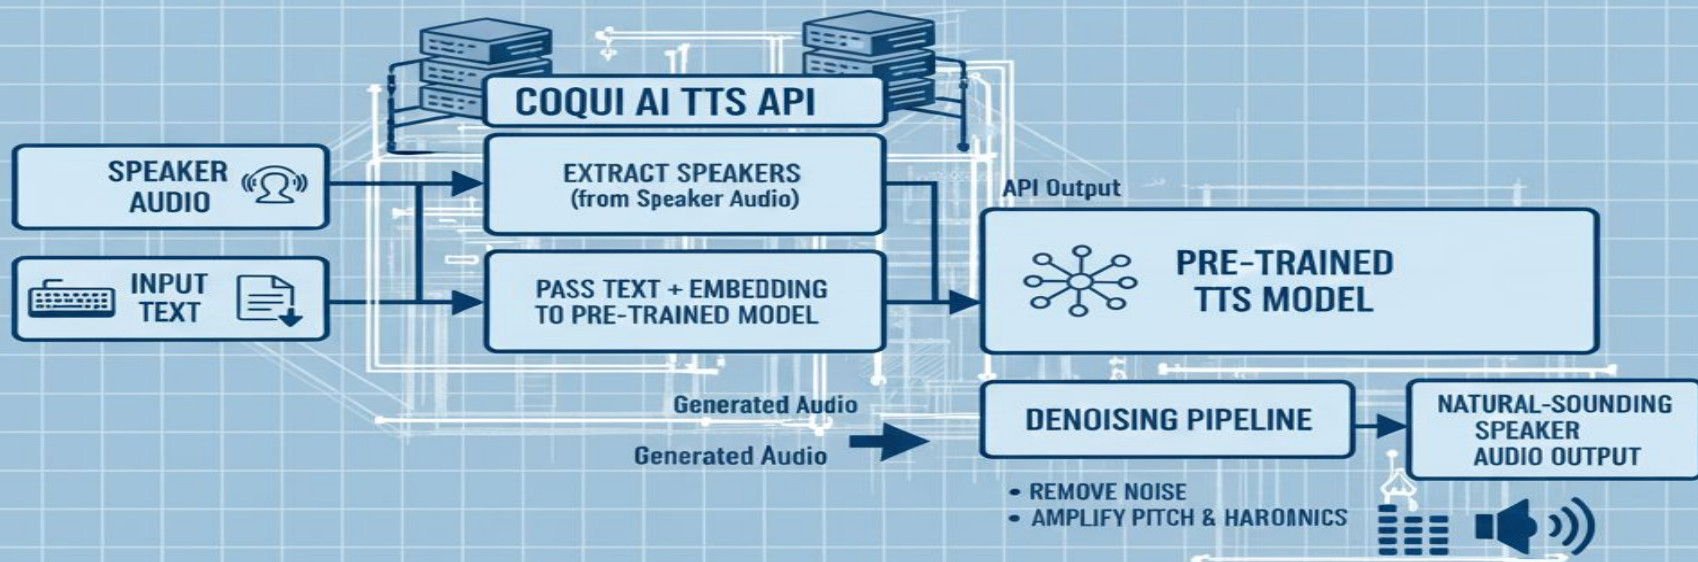 COQUI AI TTS API
SPEAKER
AUDIO
EXTRACT SPEAKERS
(from Speaker Audio)
API Output
INPUT
TEXT
PASS TEXT + EMBEDDING
TO PRE-TRAINED MODEL
PRE-TRAINED
TTS MODEL
Generated Audio
Generated Audio
DENOISING PIPELINE
NATURAL-SOUNDING
SPEAKER
AUDIO OUTPUT
• REMOVE NOISE
• AMPLIFY PITCH & HAROINNICS